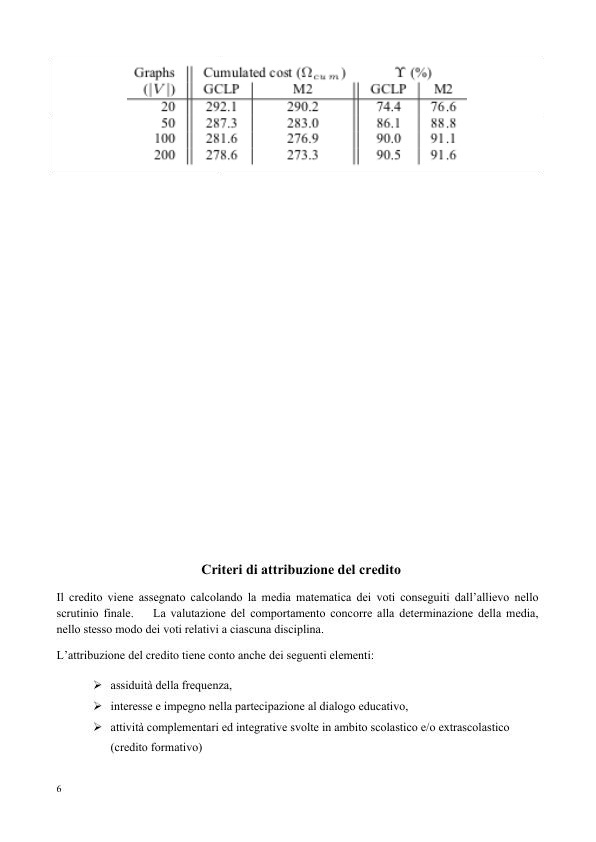 Graphs Cumulated cost (Ω_cum) ϒ (%)
(|V|) GCLP M2 GCLP M2
20 292.1 290.2 74.4 76.6
50 287.3 283.0 86.1 88.8
100 281.6 276.9 90.0 91.1
200 278.6 273.3 90.5 91.6
Criteri di attribuzione del credito
Il credito viene assegnato calcolando la media matematica dei voti conseguiti dall’allievo nello
scrutinio finale. La valutazione del comportamento concorre alla determinazione della media,
nello stesso modo dei voti relativi a ciascuna disciplina.
L’attribuzione del credito tiene conto anche dei seguenti elementi:
➢ assiduità della frequenza,
➢ interesse e impegno nella partecipazione al dialogo educativo,
➢ attività complementari ed integrative svolte in ambito scolastico e/o extrascolastico
(credito formativo)
6